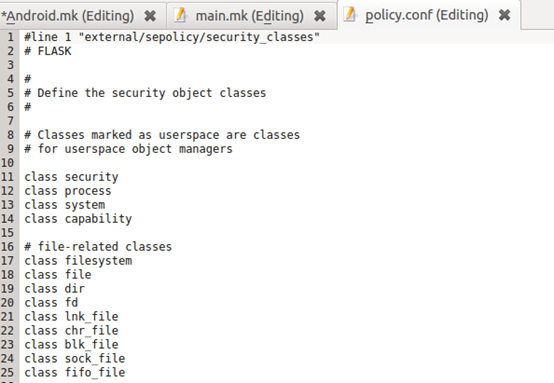 *Android.mk (Editing) main.mk (Editing) policy.conf (Editing)
1 #line 1 "external/sepolicy/security_classes"
2 # FLASK
3
4 #
5 # Define the security object classes
6 #
7
8 # Classes marked as userspace are classes
9 # for userspace object managers
10
11 class security
12 class process
13 class system
14 class capability
15
16 # file-related classes
17 class filesystem
18 class file
19 class dir
20 class fd
21 class lnk_file
22 class chr_file
23 class blk_file
24 class sock_file
25 class fifo_file